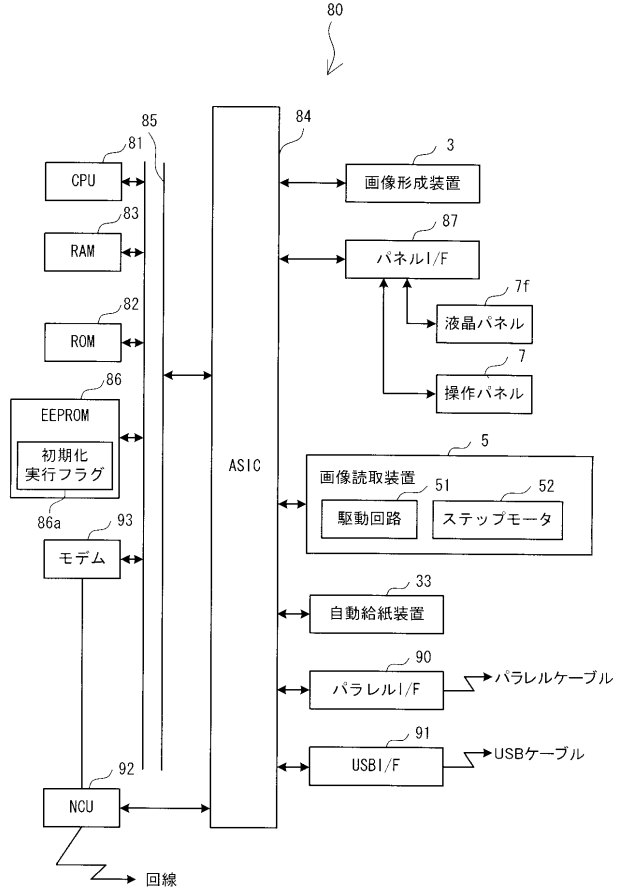 80
85
84
81
CPU
3
画像形成装置
83
RAM
87
パネルI/F
82
ROM
7f
液晶パネル
86
EEPROM
7
操作パネル
初期化
実行フラグ
86a
ASIC
5
画像読取装置
51
駆動回路
52
ステップモータ
93
モデム
33
自動給紙装置
90
パラレルI/F
パラレルケーブル
91
USBI/F
USBケーブル
92
NCU
回線